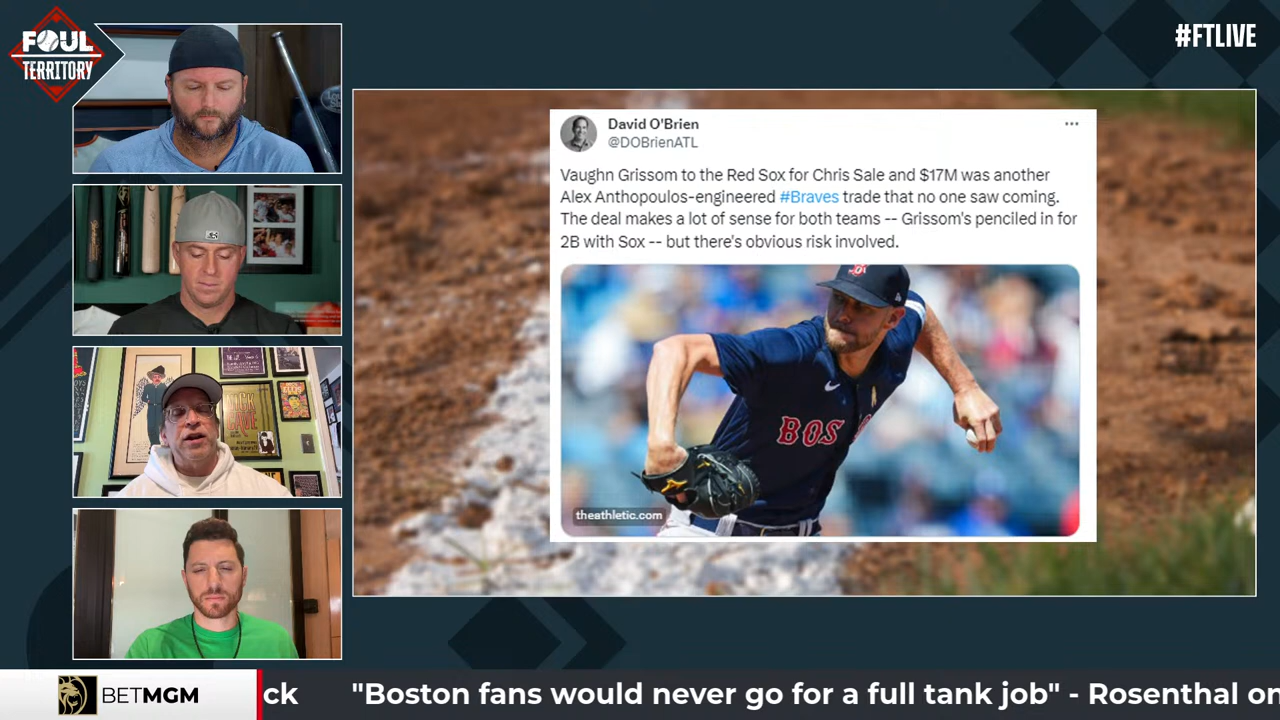 FOUL
TERRITORY
#FTLIVE
David O'Brien
@DOBrienATL
Vaughn Grissom to the Red Sox for Chris Sale and $17M was another
Alex Anthopoulos-engineered #Braves trade that no one saw coming.
The deal makes a lot of sense for both teams -- Grissom's penciled in for
2B with Sox -- but there's obvious risk involved.
BOS
theathletic.com
NICK
CAVE
BETMGM
ck "Boston fans would never go for a full tank job" - Rosenthal on